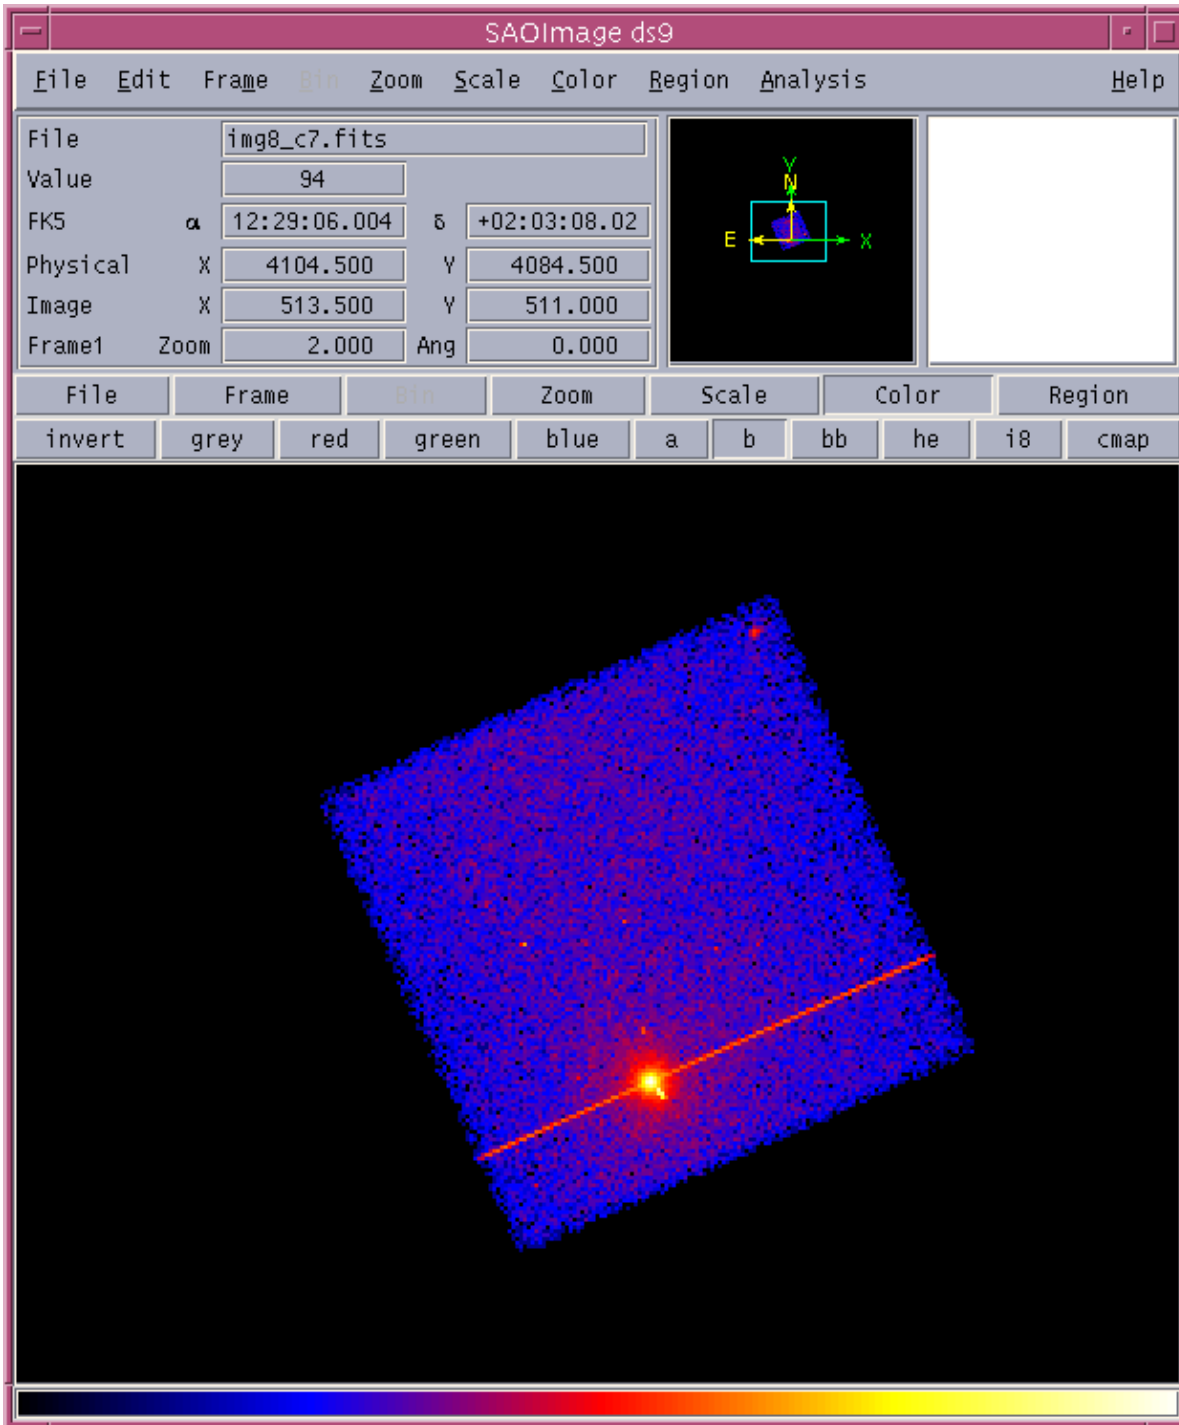 SAOImage ds9
File Edit Frame Bin Zoom Scale Color Region Analysis Help
File img8_c7.fits
Value 94
FK5 α 12:29:06.004 δ +02:03:08.02
Physical X 4104.500 Y 4084.500
Image X 513.500 Y 511.000
Frame1 Zoom 2.000 Ang 0.000
Y
N
E X
File Frame Bin Zoom Scale Color Region
invert grey red green blue a b bb he i8 cmap